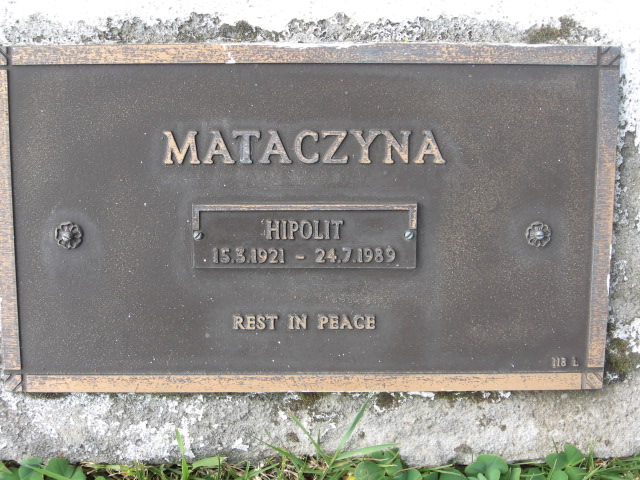 MATACZYNA
HIPOLIT
15.3.1921 - 24.7.1989
REST IN PEACE
118 L